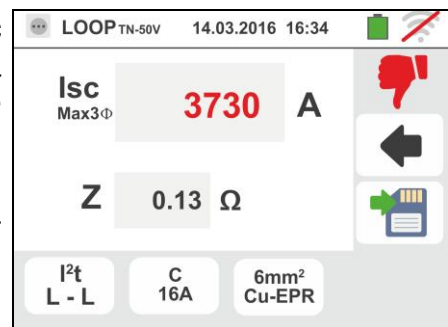 LOOP TN-50V 14.03.2016 16:34
Isc
Max3Φ
3730 A
Z 0.13 Ω
I²t
L - L
C
16A
6mm²
Cu-EPR